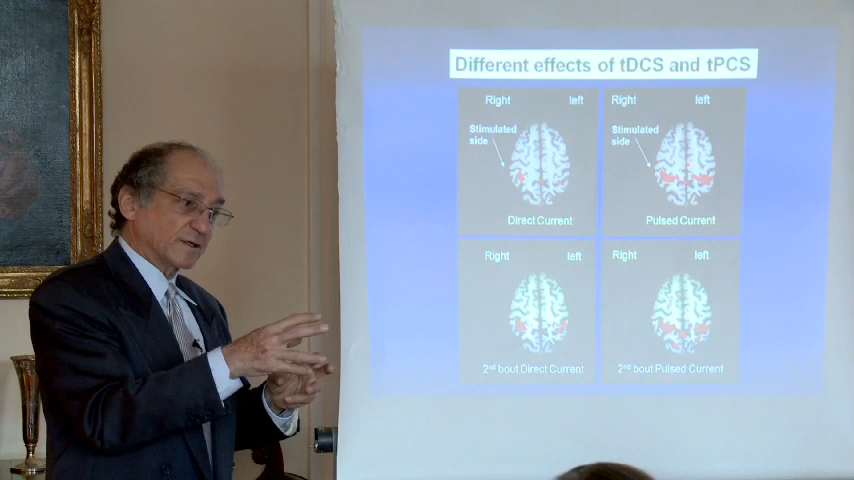 Different effects of tDCS and tPCS
Right left
Stimulated
side
Direct Current
Right left
Stimulated
side
Pulsed Current
Right left
2nd bout Direct Current
Right left
2nd bout Pulsed Current